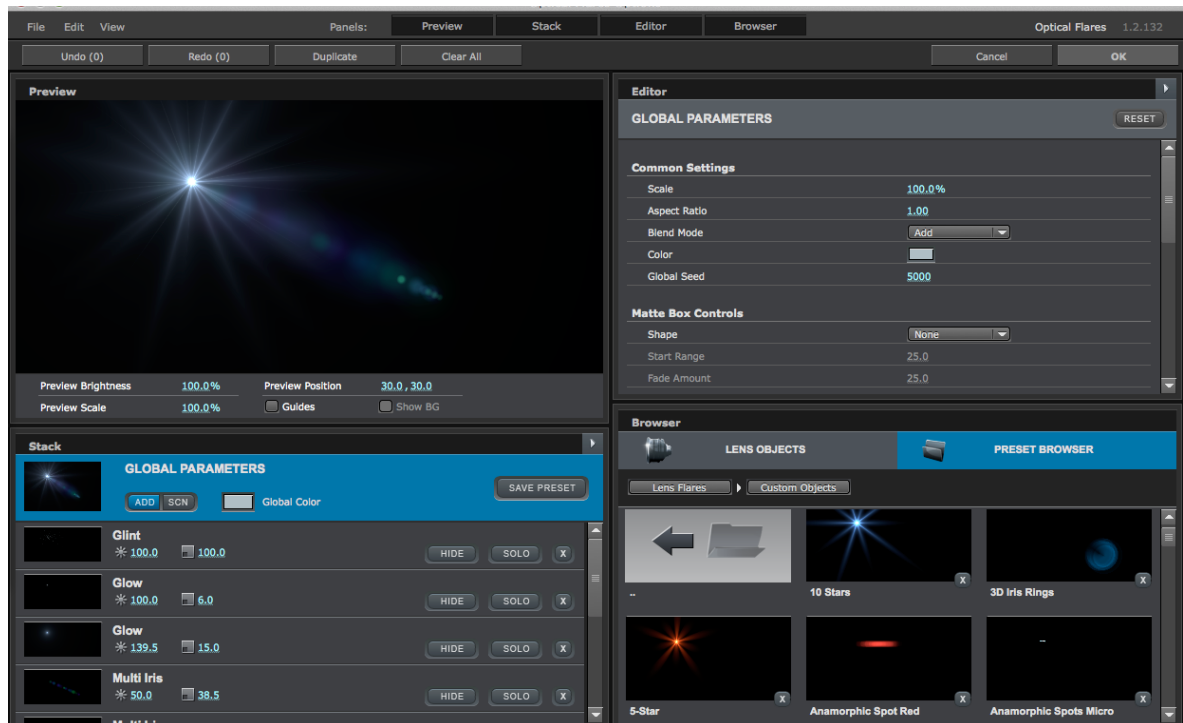 File Edit View Panels: Preview Stack Editor Browser Optical Flares 1.2.132
Undo (0) Redo (0) Duplicate Clear All Cancel OK
Preview
Preview Brightness 100.0% Preview Position 30.0 , 30.0
Preview Scale 100.0% Guides Show BG
Stack
GLOBAL PARAMETERS
ADD SCN Global Color SAVE PRESET
Glint
100.0 100.0 HIDE SOLO X
Glow
100.0 6.0 HIDE SOLO X
Glow
139.5 15.0 HIDE SOLO X
Multi Iris
50.0 38.5 HIDE SOLO X
Editor
GLOBAL PARAMETERS RESET
Common Settings
Scale 100.0%
Aspect Ratio 1.00
Blend Mode Add
Color
Global Seed 5000
Matte Box Controls
Shape None
Start Range 25.0
Fade Amount 25.0
Browser
LENS OBJECTS PRESET BROWSER
Lens Flares Custom Objects
X X
.. 10 Stars 3D Iris Rings
X X X
5-Star Anamorphic Spot Red Anamorphic Spots Micro